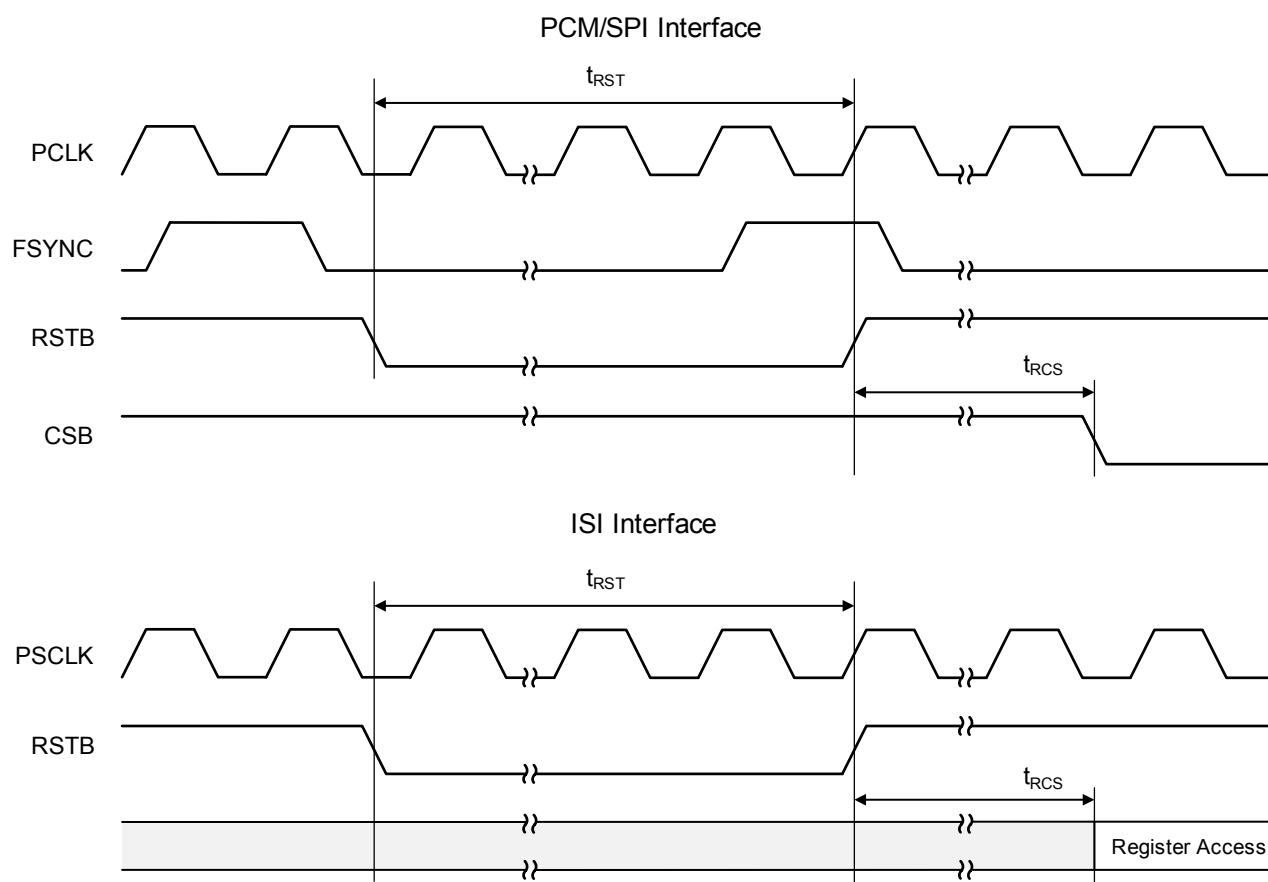 PCM/SPI Interface
tRST
PCLK
FSYNC
RSTB
tRCS
CSB
ISI Interface
tRST
PSCLK
RSTB
tRCS
Register Access